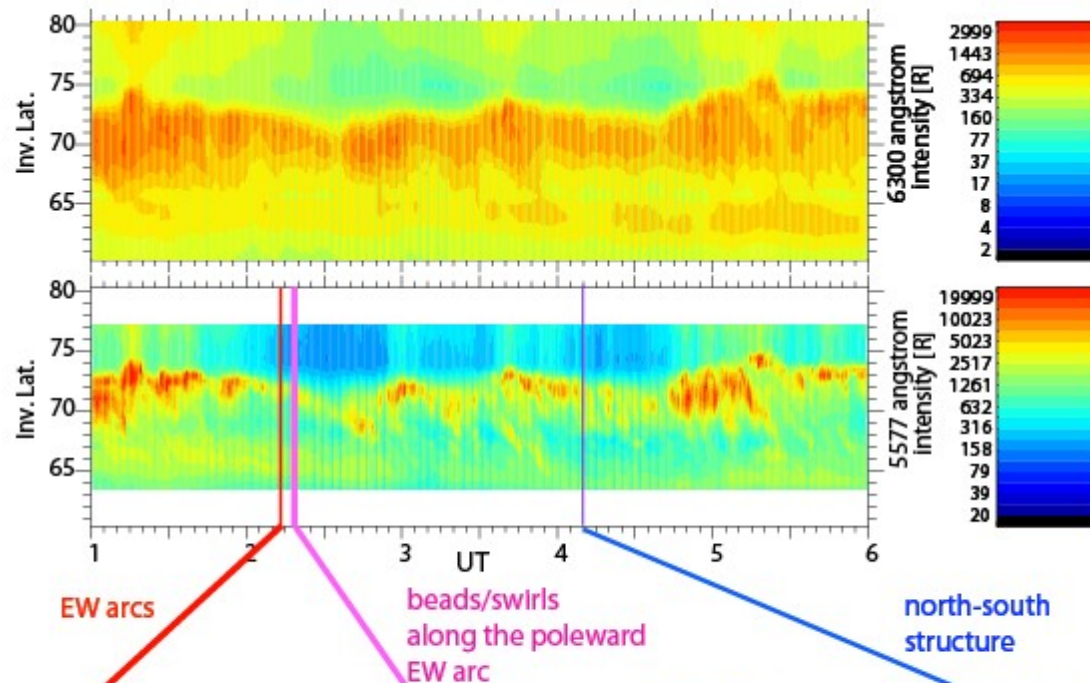 80
75
70
65
Inv. Lat.
6300 angstrom
intensity [R]
2999
1443
694
334
160
77
37
17
8
4
2
80
75
70
65
Inv. Lat.
5577 angstrom
intensity [R]
19999
10023
5023
2517
1261
632
316
158
79
39
20
1 2 3 4 5 6
UT
EW arcs
beads/swirls
along the poleward
EW arc
north-south
structure